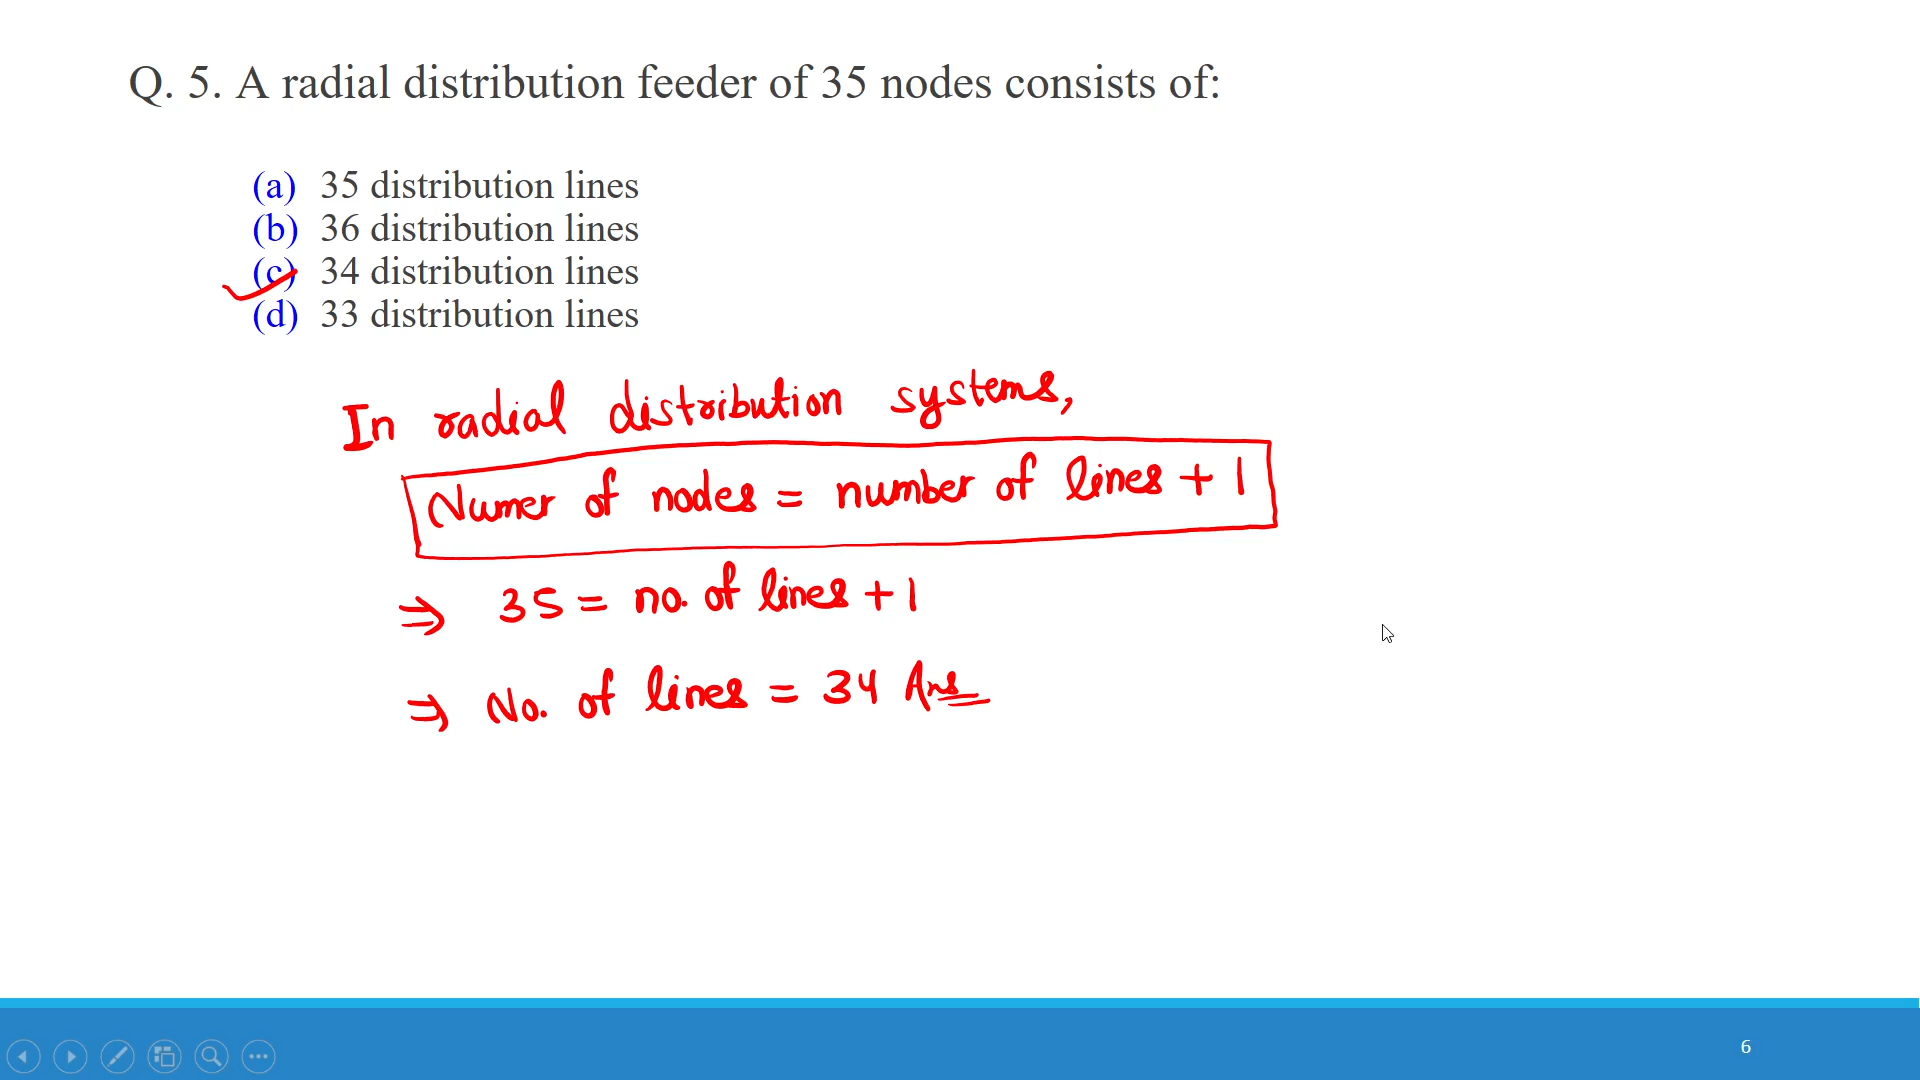 Q. 5. A radial distribution feeder of 35 nodes consists of:
(a) 35 distribution lines
(b) 36 distribution lines
(c) 34 distribution lines
(d) 33 distribution lines
In radial distribution systems,
Numer of nodes = number of lines + 1
⇒ 35 = no. of lines + 1
⇒ No. of lines = 34 Ans
6